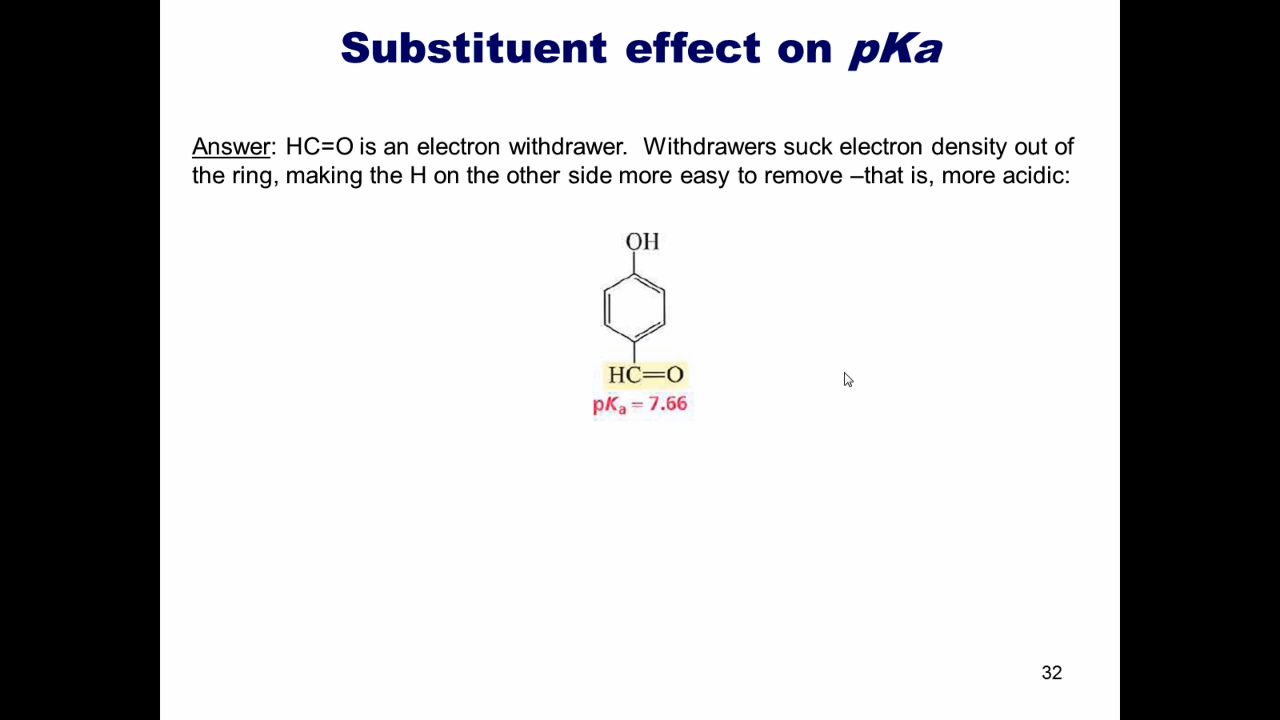 Substituent effect on pKa
Answer: HC=O is an electron withdrawer. Withdrawers suck electron density out of
the ring, making the H on the other side more easy to remove –that is, more acidic:
OH
HC=O
pKa = 7.66
32